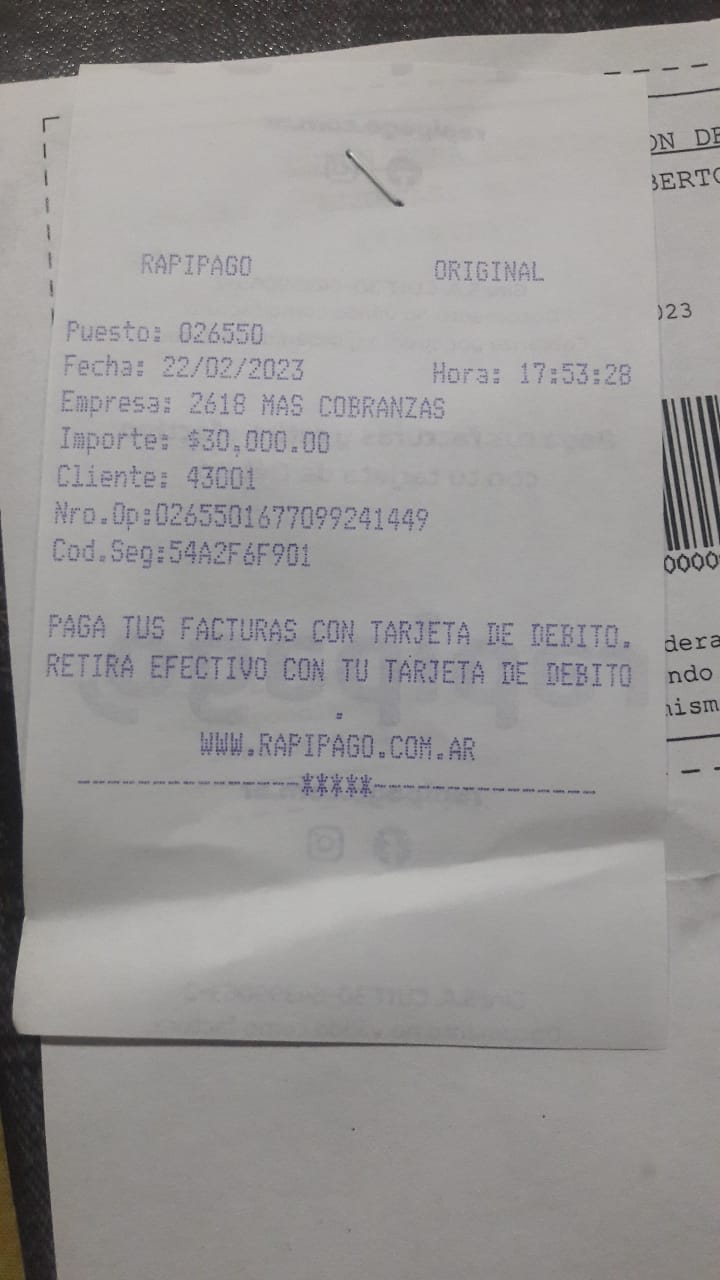 RAPIPAGO ORIGINAL
Puesto: 026550
Fecha: 22/02/2023 Hora: 17:53:28
Empresa: 2618 MAS COBRANZAS
Importe: $30,000.00
Cliente: 43001
Nro.Op:0265501677099241449
Cod.Seg:54A2F6F901
PAGA TUS FACTURAS CON TARJETA DE DEBITO.
RETIRA EFECTIVO CON TU TARJETA DE DEBITO
.
WWW.RAPIPAGO.COM.AR
--------------------*****--------------------
ON DE
BERTO
023
0000
dera
ndo
nism